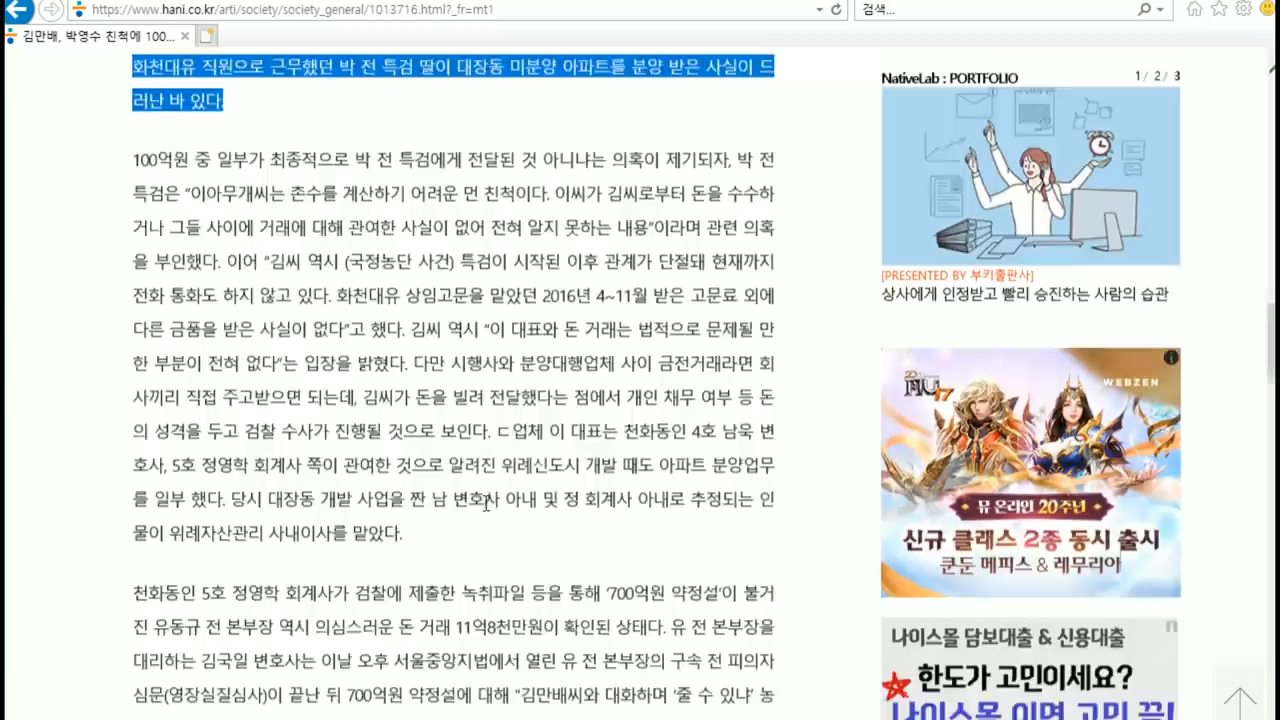 https://www.hani.co.kr/arti/society/society_general/1013716.html?_fr=mt1
검색...
김만배, 박영수 친척에 100...
화천대유 직원으로 근무했던 박 전 특검 딸이 대장동 미분양 아파트를 분양 받은 사실이 드
러난 바 있다.
100억원 중 일부가 최종적으로 박 전 특검에게 전달된 것 아니냐는 의혹이 제기되자, 박 전
특검은 “이아무개씨는 촌수를 계산하기 어려운 먼 친척이다. 이씨가 김씨로부터 돈을 수수하
거나 그들 사이에 거래에 대해 관여한 사실이 없어 전혀 알지 못하는 내용”이라며 관련 의혹
을 부인했다. 이어 “김씨 역시 (국정농단 사건) 특검이 시작된 이후 관계가 단절돼 현재까지
전화 통화도 하지 않고 있다. 화천대유 상임고문을 맡았던 2016년 4~11월 받은 고문료 외에
다른 금품을 받은 사실이 없다”고 했다. 김씨 역시 “이 대표와 돈 거래는 법적으로 문제될 만
한 부분이 전혀 없다”는 입장을 밝혔다. 다만 시행사와 분양대행업체 사이 금전거래라면 회
사끼리 직접 주고받으면 되는데, 김씨가 돈을 빌려 전달했다는 점에서 개인 채무 여부 등 돈
의 성격을 두고 검찰 수사가 진행될 것으로 보인다. ㄷ업체 이 대표는 천화동인 4호 남욱 변
호사, 5호 정영학 회계사 쪽이 관여한 것으로 알려진 위례신도시 개발 때도 아파트 분양업무
를 일부 했다. 당시 대장동 개발 사업을 짠 남 변호사 아내 및 정 회계사 아내로 추정되는 인
물이 위례자산관리 사내이사를 맡았다.
천화동인 5호 정영학 회계사가 검찰에 제출한 녹취파일 등을 통해 ‘700억원 약정설’이 불거
진 유동규 전 본부장 역시 의심스러운 돈 거래 11억8천만원이 확인된 상태다. 유 전 본부장을
대리하는 김국일 변호사는 이날 오후 서울중앙지법에서 열린 유 전 본부장의 구속 전 피의자
심문(영장실질심사)이 끝난 뒤 700억원 약정설에 대해 “김만배씨와 대화하며 ‘줄 수 있냐’ 농
NativeLab : PORTFOLIO
1/ 2/ 3
[PRESENTED BY 부키출판사]
상사에게 인정받고 빨리 승진하는 사람의 습관
MU 17
WEBZEN
뮤 온라인 20주년
신규 클래스 2종 동시 출시
쿤둔 메피스 & 레무리아
나이스몰 담보대출 & 신용대출
한도가 고민이세요?
나이스몰 이면 고민 끝!